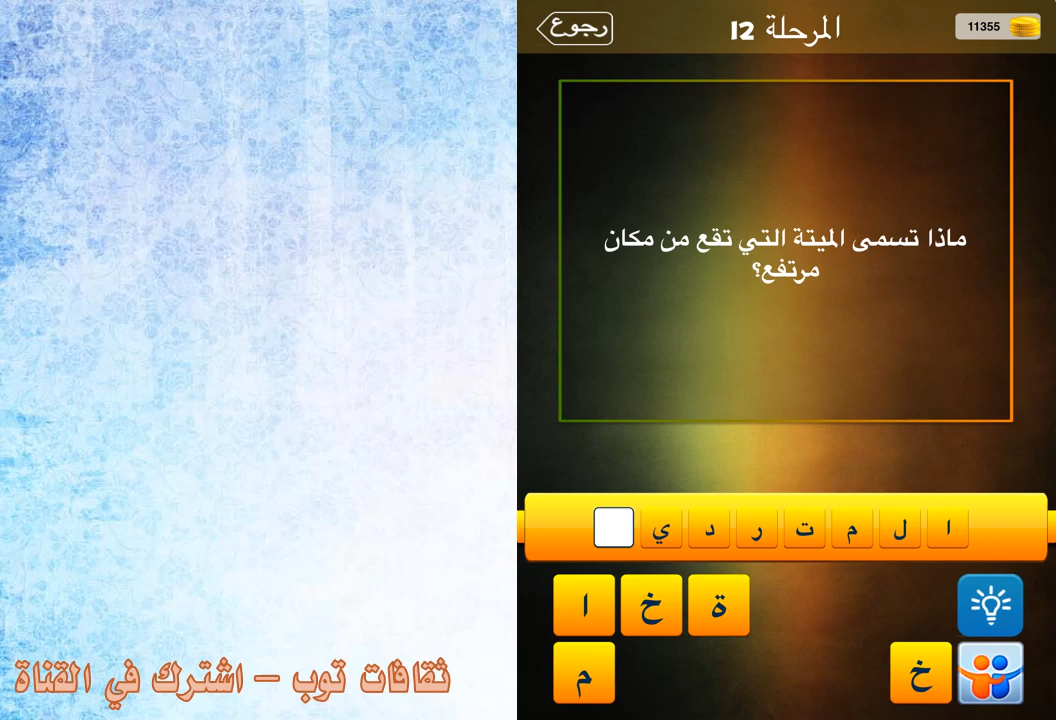 رجوع
المرحلة 12
11355
ماذا تسمى الميتة التي تقع من مكان
مرتفع؟
ا ل م ت ر د ي
ا خ ة
م خ
ثقافات توب – اشترك في القناة